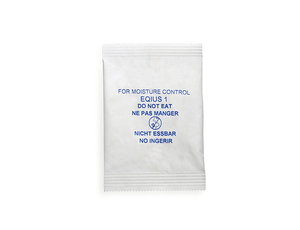 FOR MOISTURE CONTROL
EQIUS 1
DO NOT EAT
NE PAS MANGER
NICHT ESSBAR
NO INGERIR